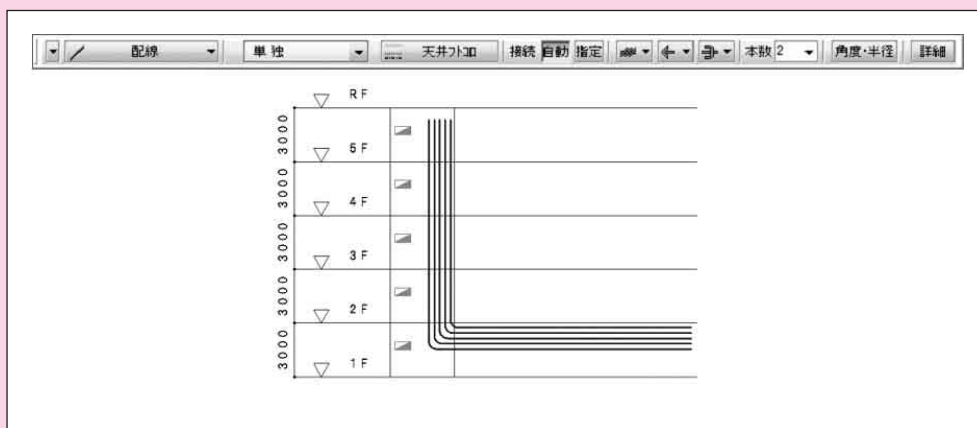 配線 単独 天井フトコロ 接続 自動 指定 本数 2 角度・半径 詳細
RF
3000
5F
3000
4F
3000
3F
3000
2F
3000
1F